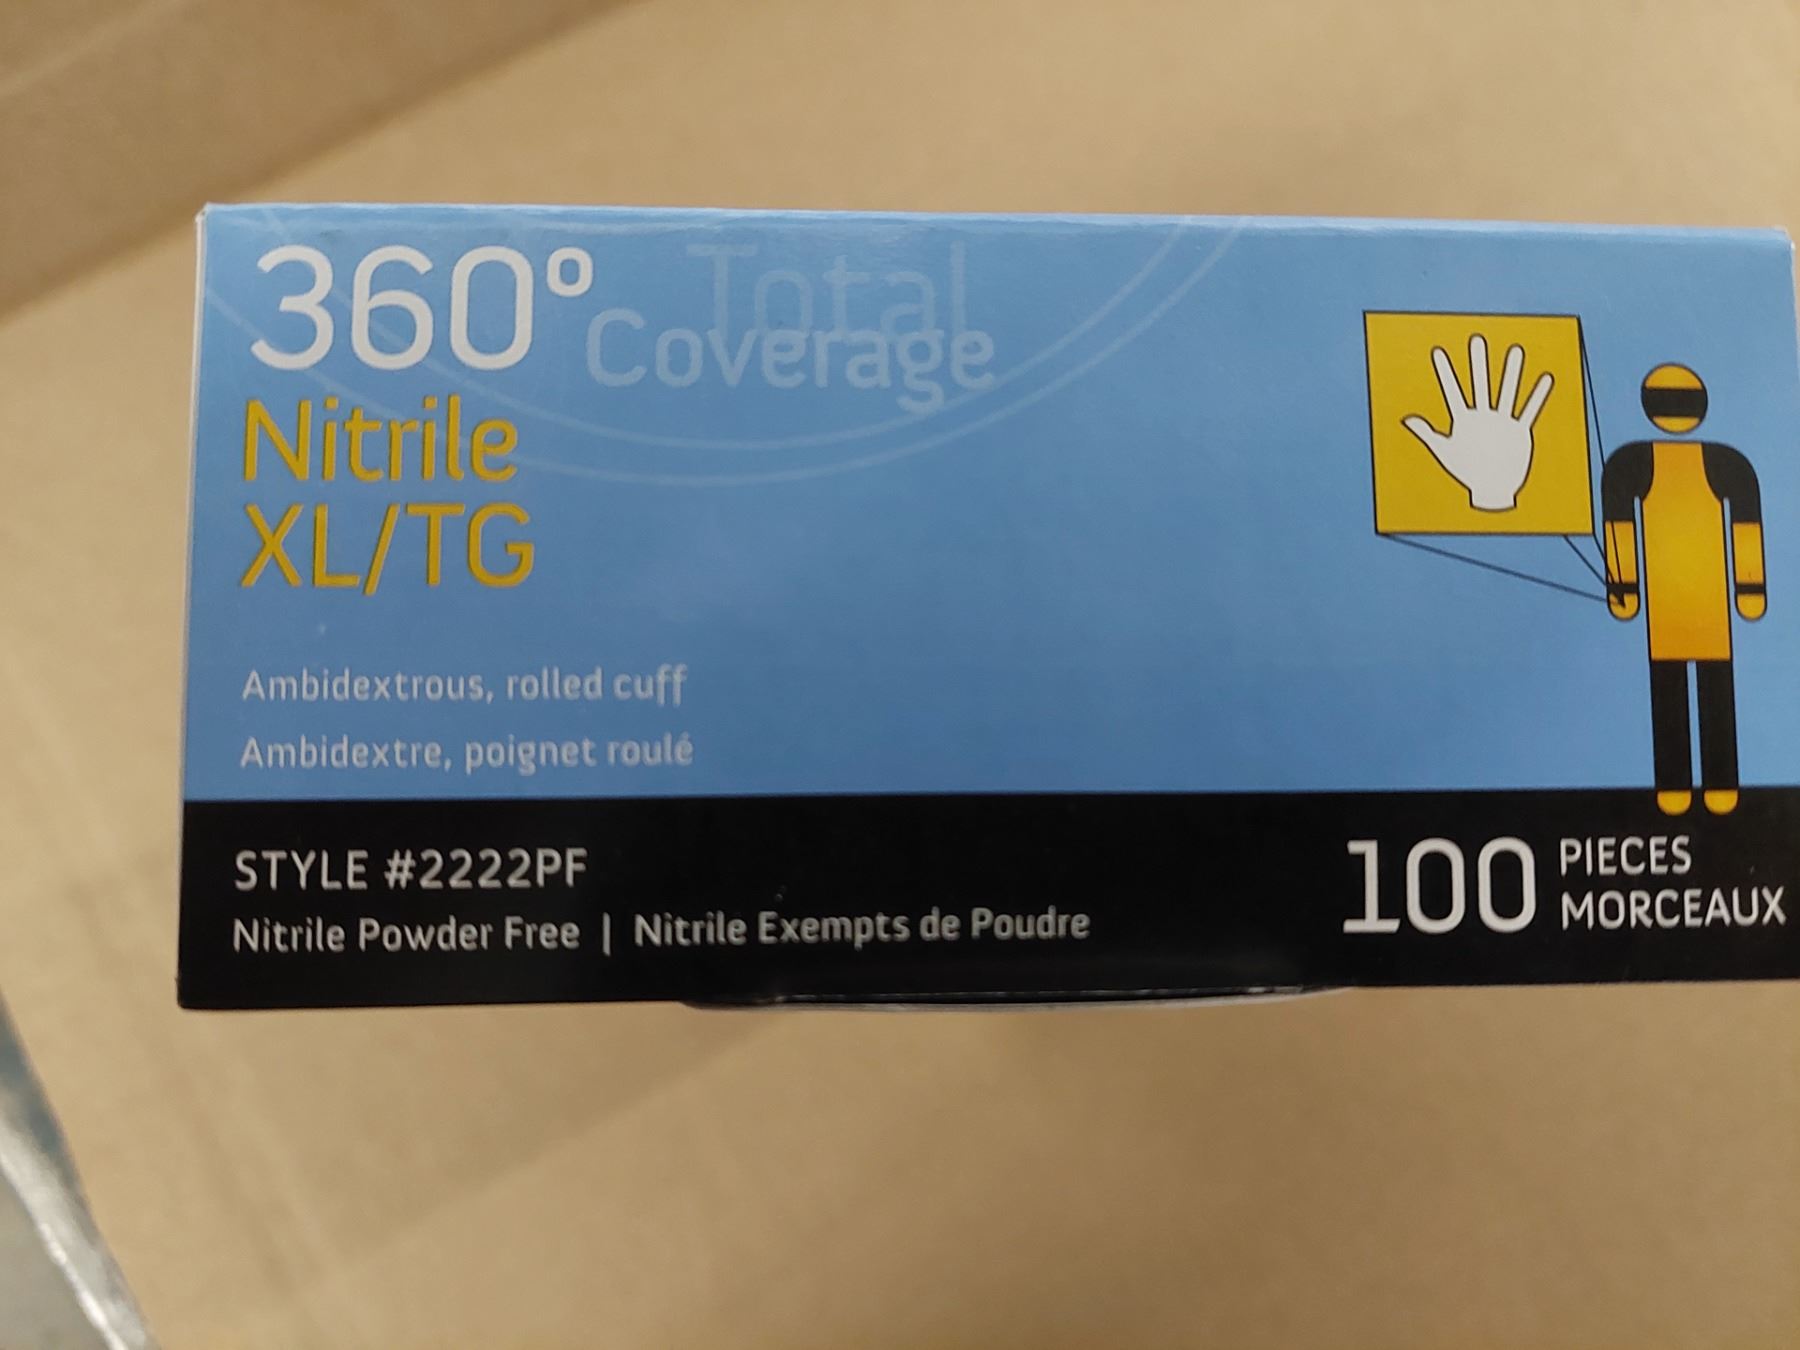 360° Total
Coverage
Nitrile
XL/TG
Ambidextrous, rolled cuff
Ambidextre, poignet roulé
STYLE #2222PF
Nitrile Powder Free | Nitrile Exempts de Poudre
100 PIECES
MORCEAUX